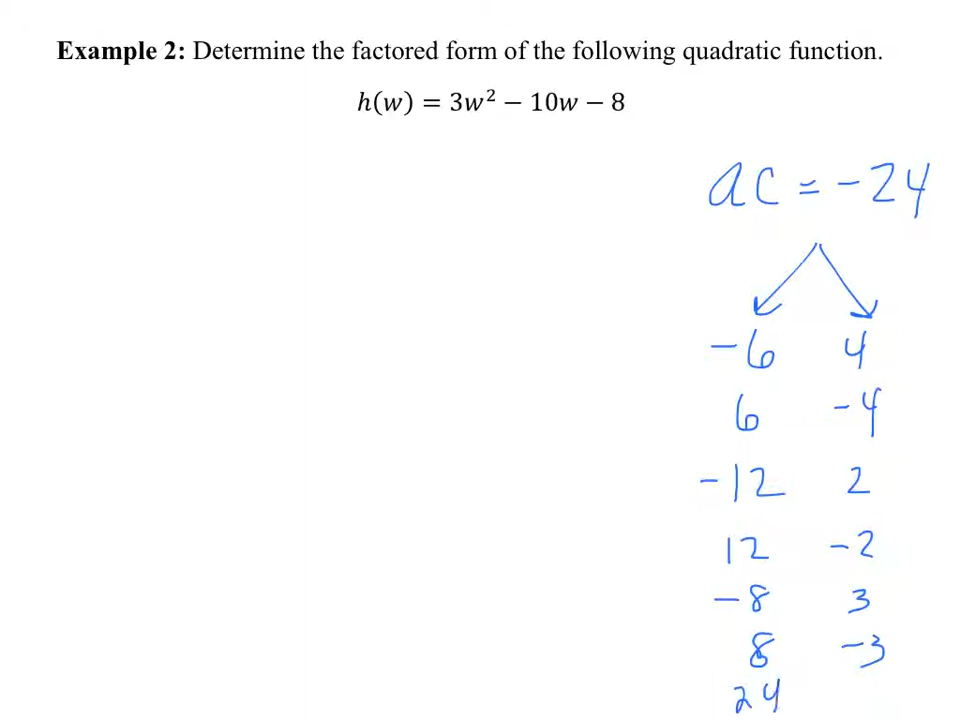 Example 2: Determine the factored form of the following quadratic function.
h(w) = 3w² − 10w − 8
ac = -24
-6 4
6 -4
-12 2
12 -2
-8 3
8 -3
24